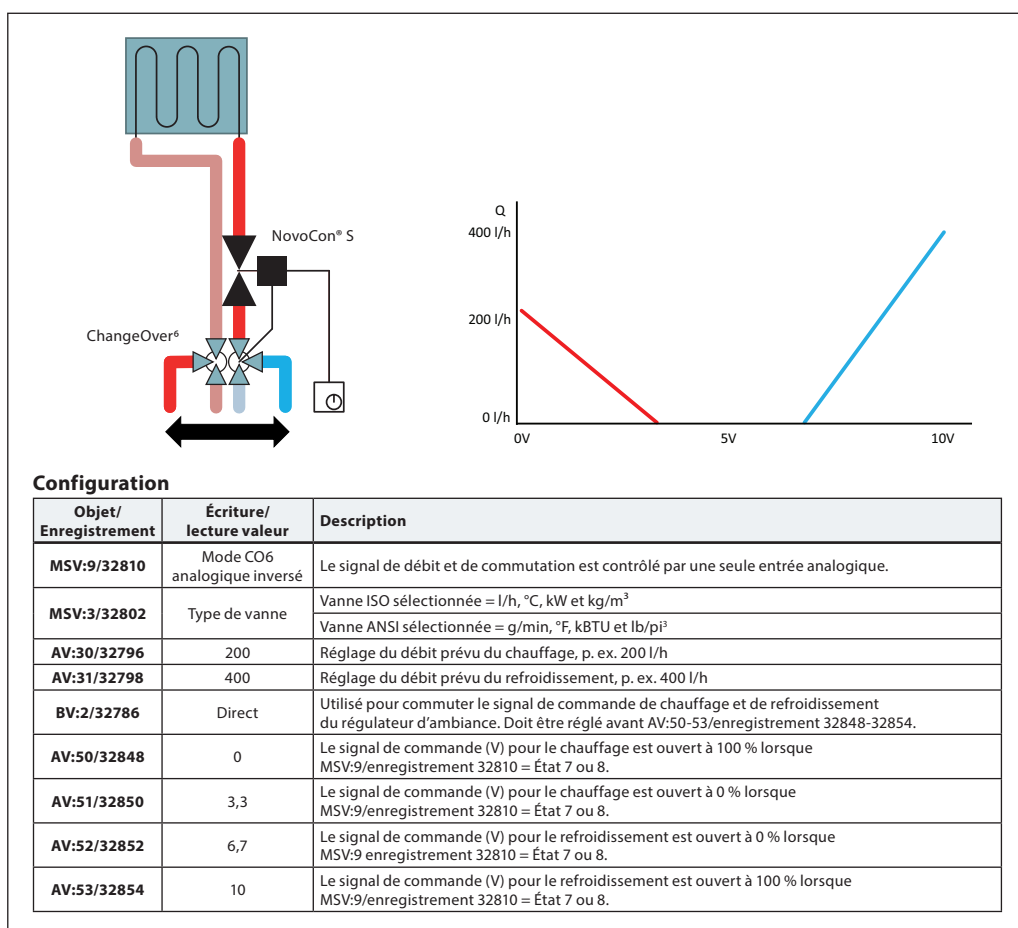 NovoCon® S
ChangeOver⁶
Q
400 l/h
200 l/h
0 l/h
0V
5V
10V
Configuration
Objet/
Enregistrement
Écriture/
lecture valeur
Description
MSV:9/32810
Mode CO6
analogique inversé
Le signal de débit et de commutation est contrôlé par une seule entrée analogique.
MSV:3/32802
Type de vanne
Vanne ISO sélectionnée = l/h, °C, kW et kg/m³
Vanne ANSI sélectionnée = g/min, °F, kBTU et lb/pi³
AV:30/32796
200
Réglage du débit prévu du chauffage, p. ex. 200 l/h
AV:31/32798
400
Réglage du débit prévu du refroidissement, p. ex. 400 l/h
BV:2/32786
Direct
Utilisé pour commuter le signal de commande de chauffage et de refroidissement
du régulateur d’ambiance. Doit être réglé avant AV:50-53/enregistrement 32848-32854.
AV:50/32848
0
Le signal de commande (V) pour le chauffage est ouvert à 100 % lorsque
MSV:9/enregistrement 32810 = État 7 ou 8.
AV:51/32850
3,3
Le signal de commande (V) pour le chauffage est ouvert à 0 % lorsque
MSV:9/enregistrement 32810 = État 7 ou 8.
AV:52/32852
6,7
Le signal de commande (V) pour le refroidissement est ouvert à 0 % lorsque
MSV:9 enregistrement 32810 = État 7 ou 8.
AV:53/32854
10
Le signal de commande (V) pour le refroidissement est ouvert à 100 % lorsque
MSV:9/enregistrement 32810 = État 7 ou 8.